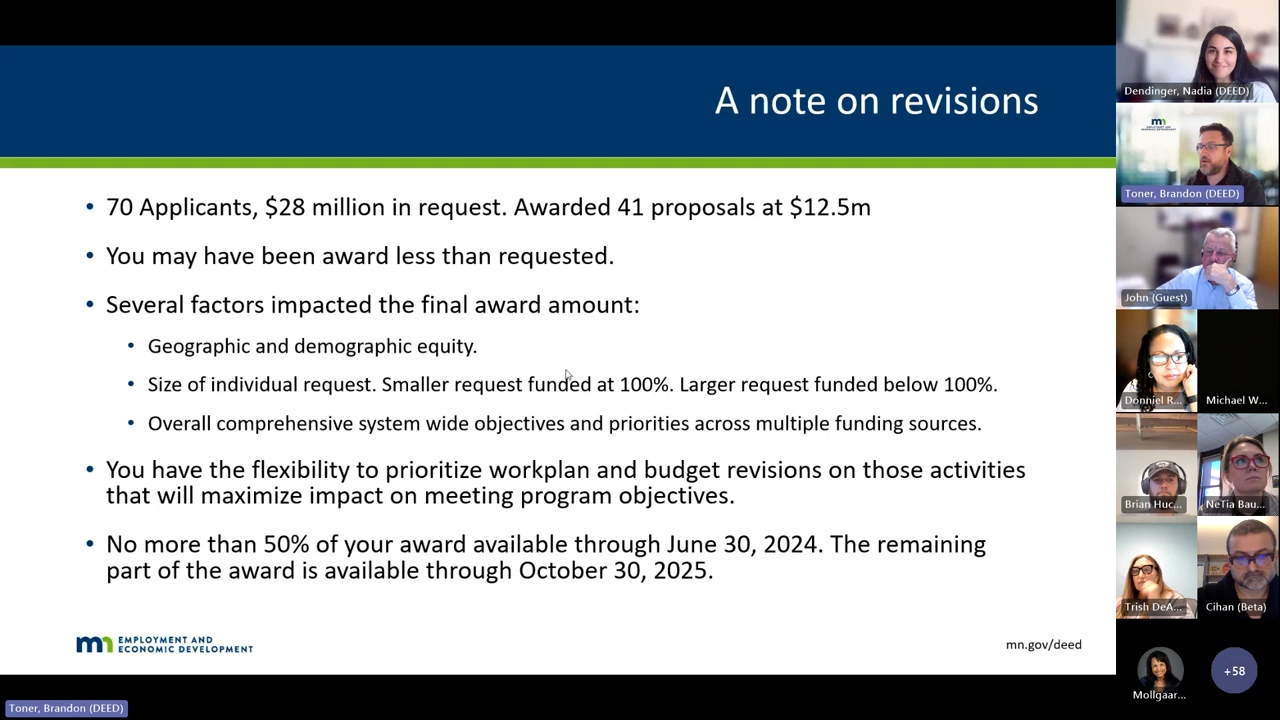 A note on revisions
• 70 Applicants, $28 million in request. Awarded 41 proposals at $12.5m
• You may have been award less than requested.
• Several factors impacted the final award amount:
• Geographic and demographic equity.
• Size of individual request. Smaller request funded at 100%. Larger request funded below 100%.
• Overall comprehensive system wide objectives and priorities across multiple funding sources.
• You have the flexibility to prioritize workplan and budget revisions on those activities
that will maximize impact on meeting program objectives.
• No more than 50% of your award available through June 30, 2024. The remaining
part of the award is available through October 30, 2025.
mn EMPLOYMENT AND
ECONOMIC DEVELOPMENT
mn.gov/deed
Toner, Brandon (DEED)
Dendinger, Nadia (DEED)
mn
EMPLOYMENT AND
ECONOMIC DEVELOPMENT
Toner, Brandon (DEED)
John (Guest)
Donniel R...
Michael W...
Brian Huc...
NeTia Bau...
Trish DeA...
Cihan (Beta)
Mollgaar...
+58